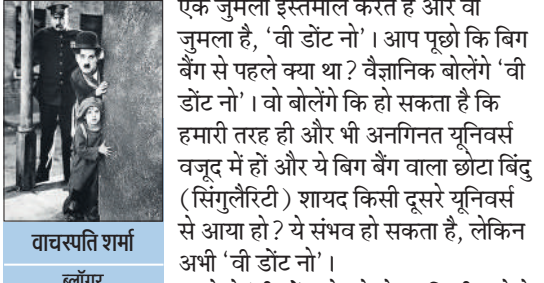 एक जुमला इस्तेमाल करते हैं और वो
जुमला है, ‘वी डोंट नो’। आप पूछो कि बिग
बैंग से पहले क्या था? वैज्ञानिक बोलेंगे ‘वी
डोंट नो’। वो बोलेंगे कि हो सकता है कि
हमारी तरह ही और भी अनगिनत यूनिवर्स
वजूद में हों और ये बिग बैंग वाला छोटा बिंदु
(सिंगुलैरिटी) शायद किसी दूसरे यूनिवर्स
से आया हो? ये संभव हो सकता है, लेकिन
अभी ‘वी डोंट नो’।
वाचस्पति शर्मा
ब्लॉगर